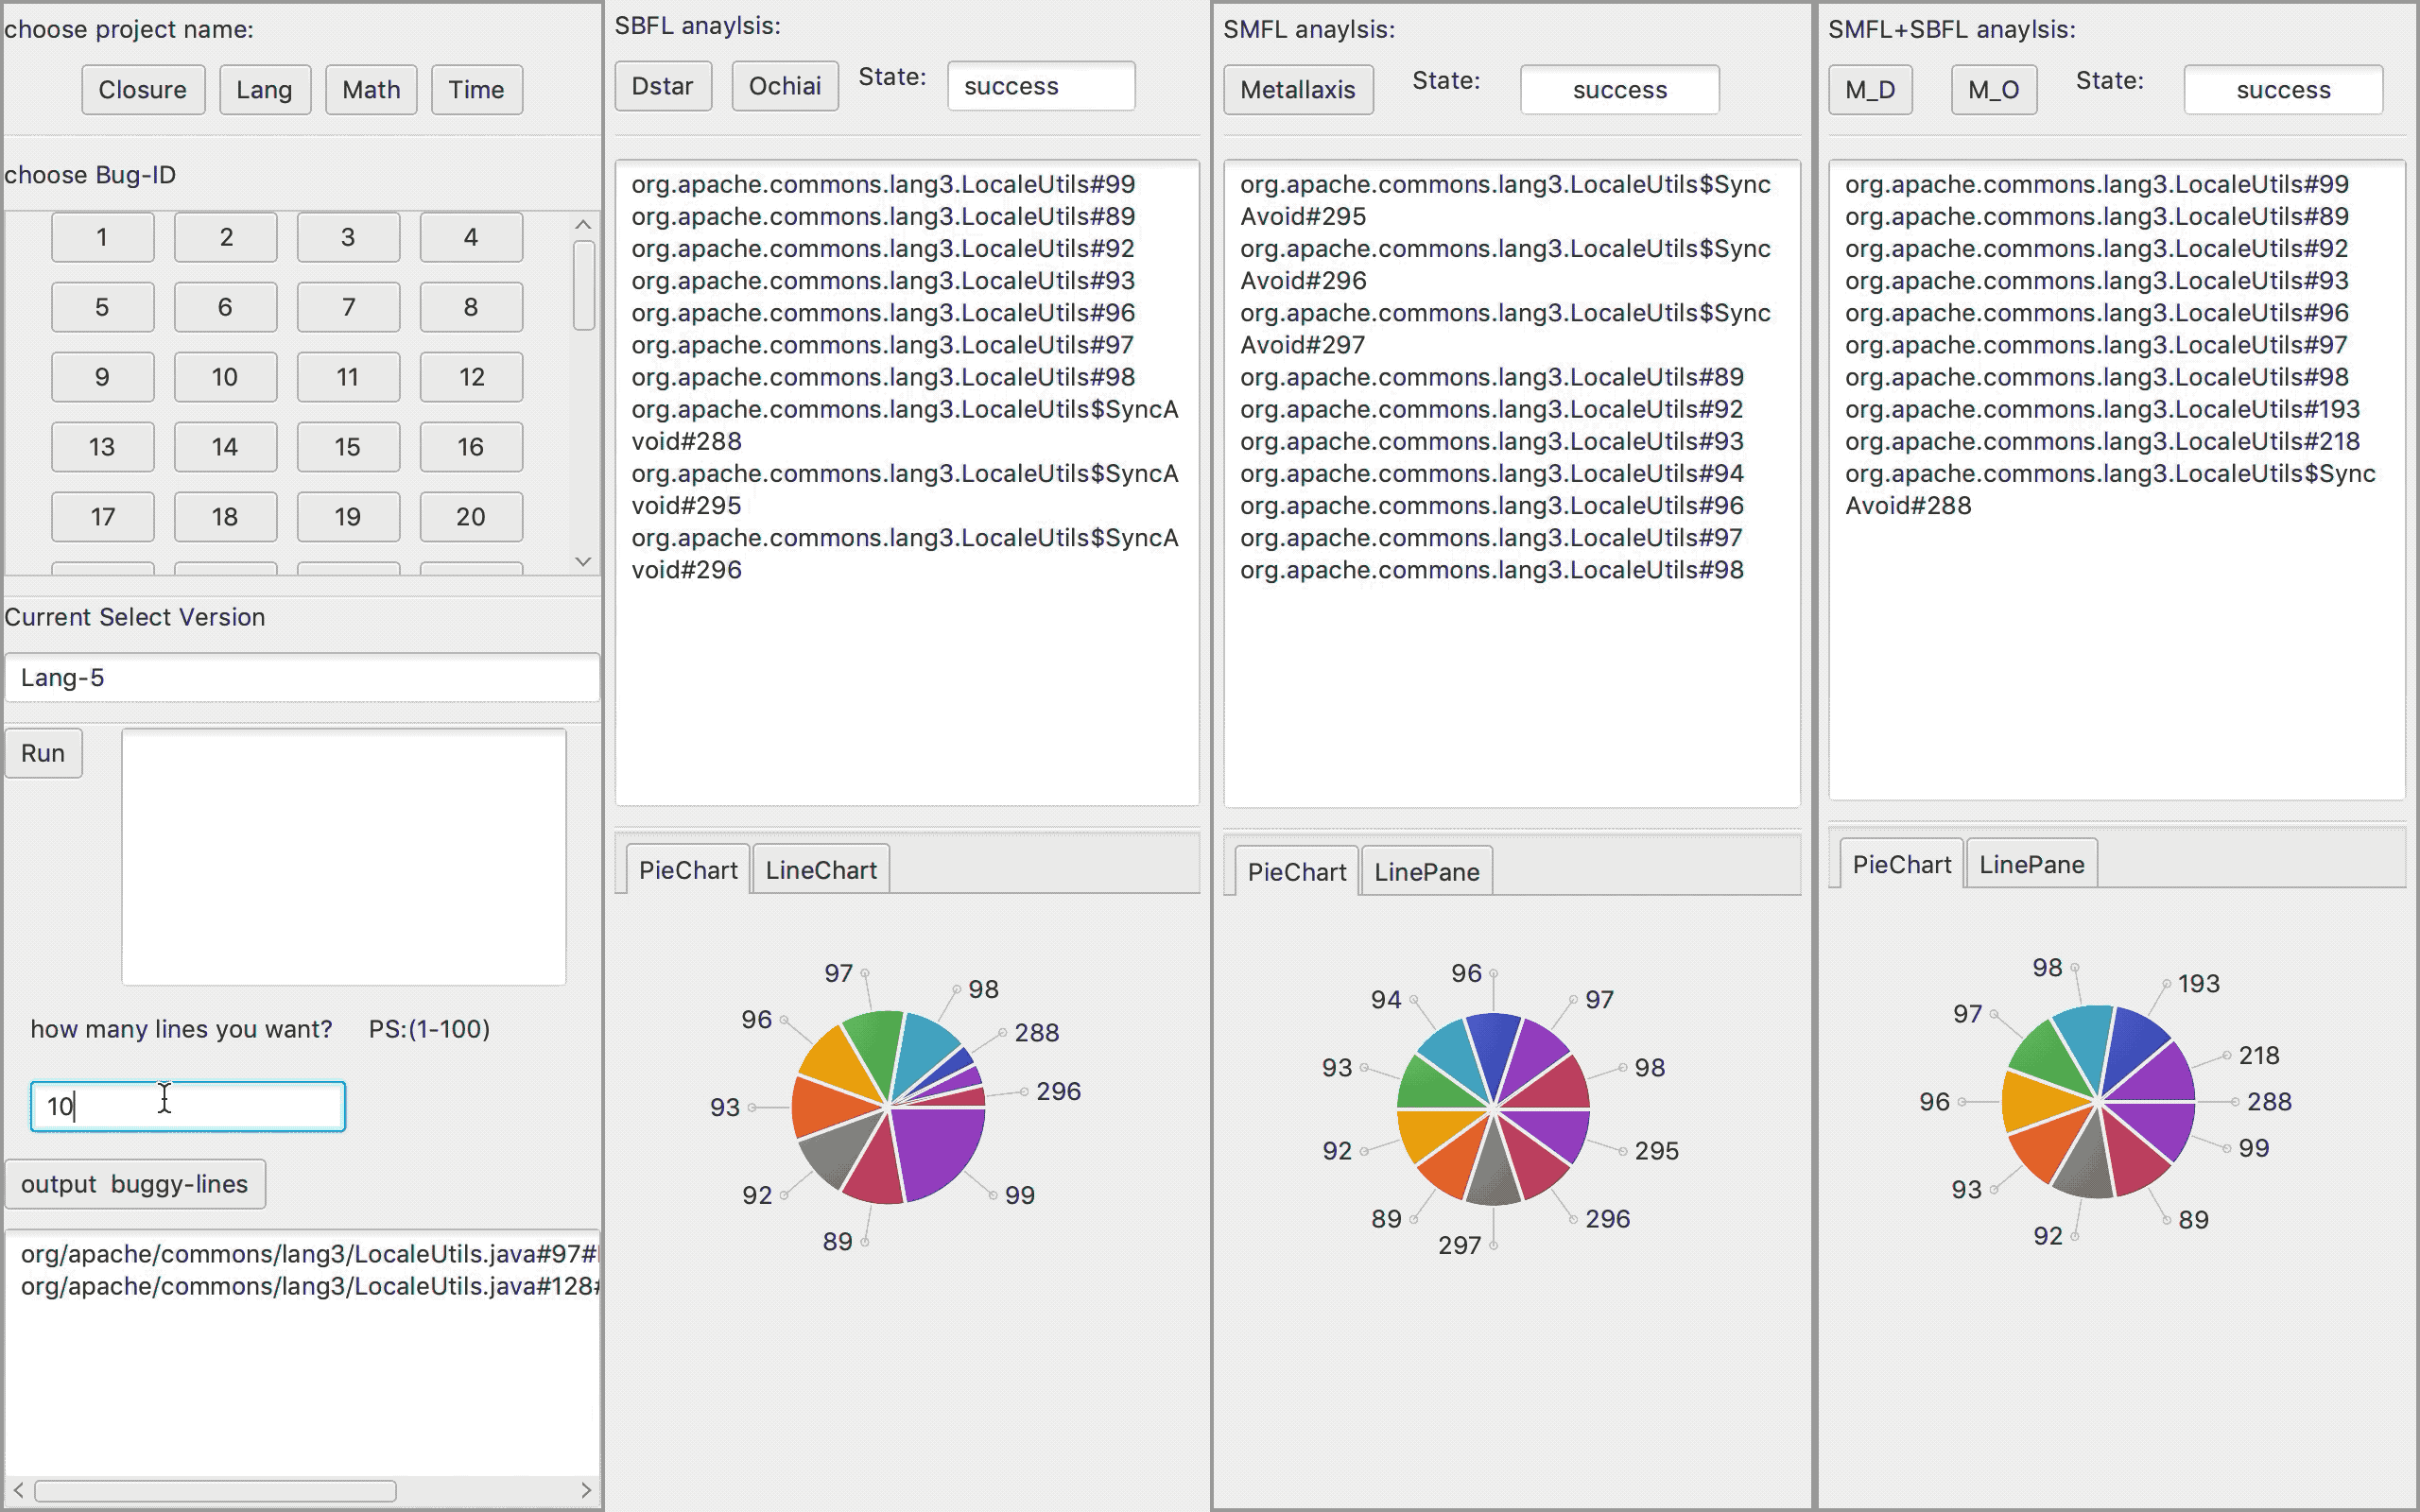 choose project name:
Closure Lang Math Time
choose Bug-ID
1 2 3 4
5 6 7 8
9 10 11 12
13 14 15 16
17 18 19 20
Current Select Version
Lang-5
Run
how many lines you want? PS:(1-100)
10
output buggy-lines
org/apache/commons/lang3/LocaleUtils.java#97#
org/apache/commons/lang3/LocaleUtils.java#128#
SBFL anaylsis:
Dstar Ochiai State: success
org.apache.commons.lang3.LocaleUtils#99
org.apache.commons.lang3.LocaleUtils#89
org.apache.commons.lang3.LocaleUtils#92
org.apache.commons.lang3.LocaleUtils#93
org.apache.commons.lang3.LocaleUtils#96
org.apache.commons.lang3.LocaleUtils#97
org.apache.commons.lang3.LocaleUtils#98
org.apache.commons.lang3.LocaleUtils$SyncA
void#288
org.apache.commons.lang3.LocaleUtils$SyncA
void#295
org.apache.commons.lang3.LocaleUtils$SyncA
void#296
PieChart LineChart
97
98
96
288
296
93
92
99
89
SMFL anaylsis:
Metallaxis State: success
org.apache.commons.lang3.LocaleUtils$Sync
Avoid#295
org.apache.commons.lang3.LocaleUtils$Sync
Avoid#296
org.apache.commons.lang3.LocaleUtils$Sync
Avoid#297
org.apache.commons.lang3.LocaleUtils#89
org.apache.commons.lang3.LocaleUtils#92
org.apache.commons.lang3.LocaleUtils#93
org.apache.commons.lang3.LocaleUtils#94
org.apache.commons.lang3.LocaleUtils#96
org.apache.commons.lang3.LocaleUtils#97
org.apache.commons.lang3.LocaleUtils#98
PieChart LinePane
96
94 97
93 98
92 295
89 296
297
SMFL+SBFL anaylsis:
M_D M_O State: success
org.apache.commons.lang3.LocaleUtils#99
org.apache.commons.lang3.LocaleUtils#89
org.apache.commons.lang3.LocaleUtils#92
org.apache.commons.lang3.LocaleUtils#93
org.apache.commons.lang3.LocaleUtils#96
org.apache.commons.lang3.LocaleUtils#97
org.apache.commons.lang3.LocaleUtils#98
org.apache.commons.lang3.LocaleUtils#193
org.apache.commons.lang3.LocaleUtils#218
org.apache.commons.lang3.LocaleUtils$Sync
Avoid#288
PieChart LinePane
98
193
97
218
96 288
99
93
89
92